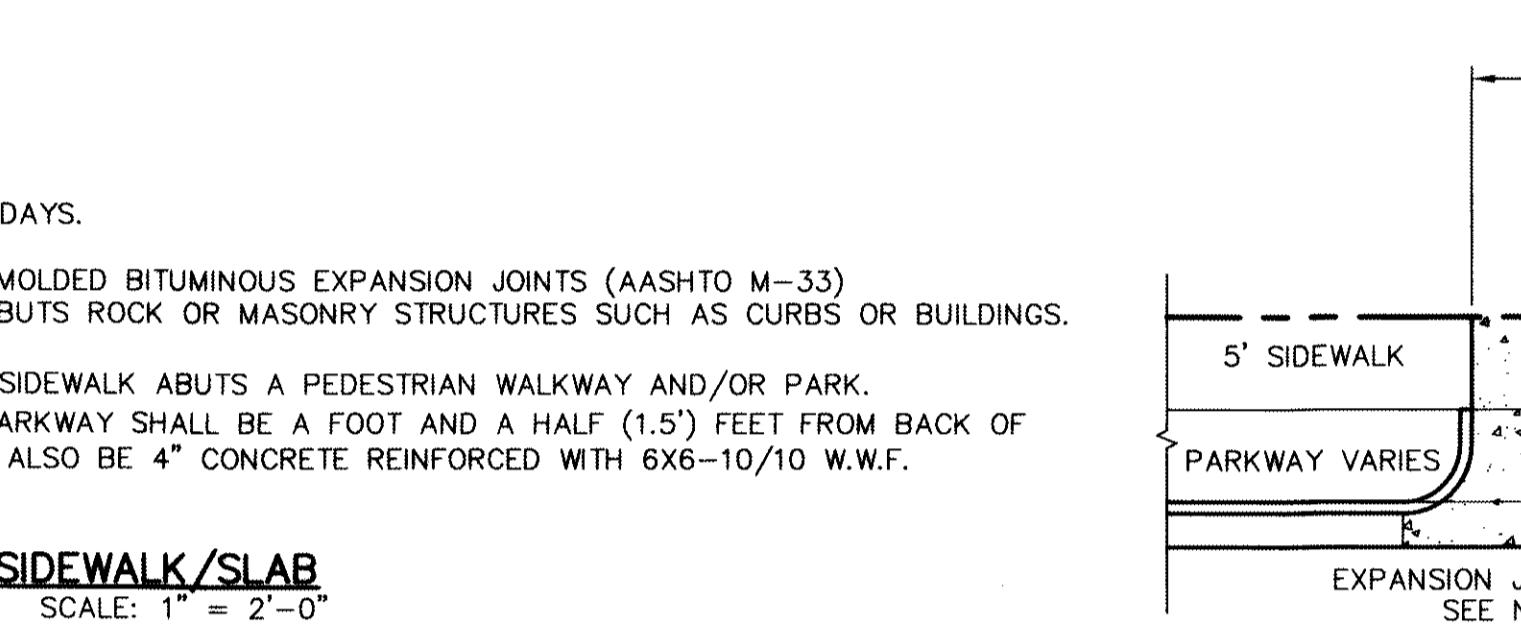 DAYS.
MOLDED BITUMINOUS EXPANSION JOINTS (AASHTO M-33)
BUTS ROCK OR MASONRY STRUCTURES SUCH AS CURBS OR BUILDINGS.
SIDEWALK ABUTS A PEDESTRIAN WALKWAY AND/OR PARK.
ARKWAY SHALL BE A FOOT AND A HALF (1.5') FEET FROM BACK OF
ALSO BE 4" CONCRETE REINFORCED WITH 6X6-10/10 W.W.F.
SIDEWALK/SLAB
SCALE: 1" = 2'-0"
5' SIDEWALK
PARKWAY VARIES
EXPANSION
SEE